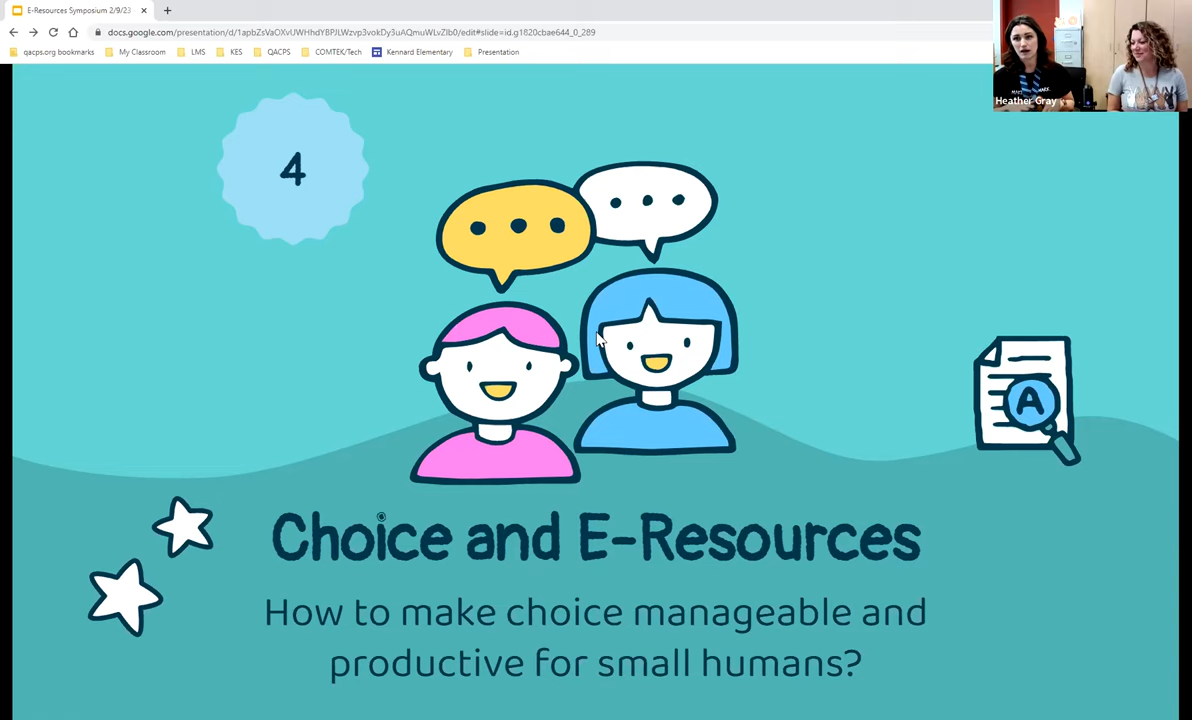 E-Resources Symposium 2/9/23
docs.google.com/presentation/d/1apbZsVaOXvUWHhdYBPJLWzvp3vokDy3uAQmuWLvZIb0/edit#slide=id.g1820cbae644_0_289
qacps.org bookmarks My Classroom LMS KES QACPS COMTEK/Tech Kennard Elementary Presentation
Heather Gray
4
A
Choice and E-Resources
How to make choice manageable and
productive for small humans?